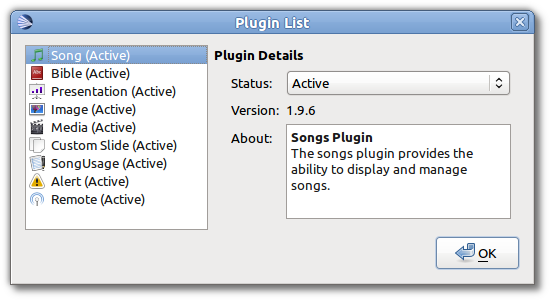 Plugin List
Song (Active)
Bible (Active)
Presentation (Active)
Image (Active)
Media (Active)
Custom Slide (Active)
SongUsage (Active)
Alert (Active)
Remote (Active)
Plugin Details
Status: Active
Version: 1.9.6
About: Songs Plugin
The songs plugin provides the
ability to display and manage
songs.
OK